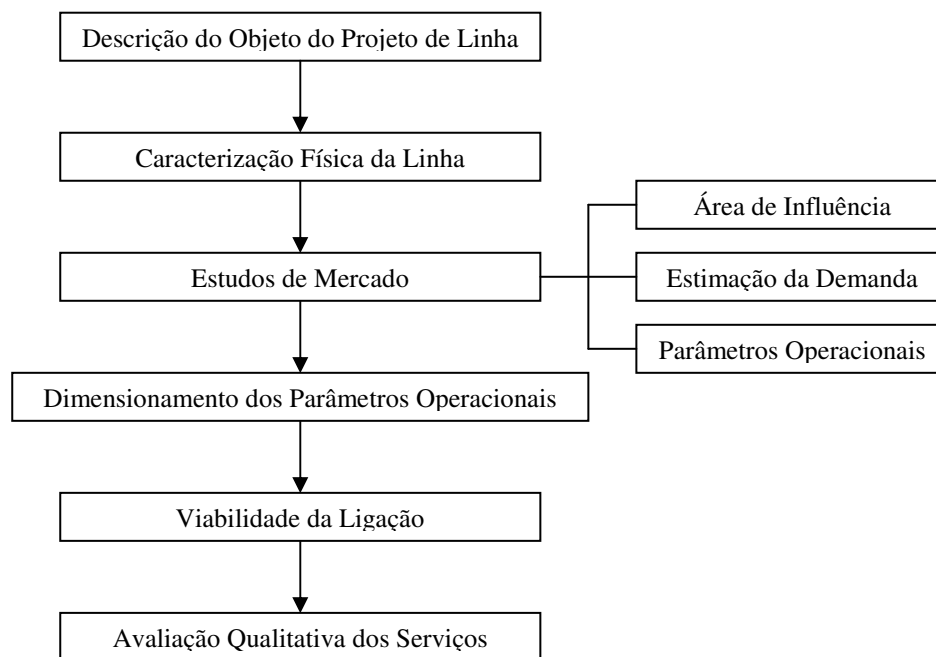 Descrição do Objeto do Projeto de Linha
Caracterização Física da Linha
Estudos de Mercado
Área de Influência
Estimação da Demanda
Parâmetros Operacionais
Dimensionamento dos Parâmetros Operacionais
Viabilidade da Ligação
Avaliação Qualitativa dos Serviços